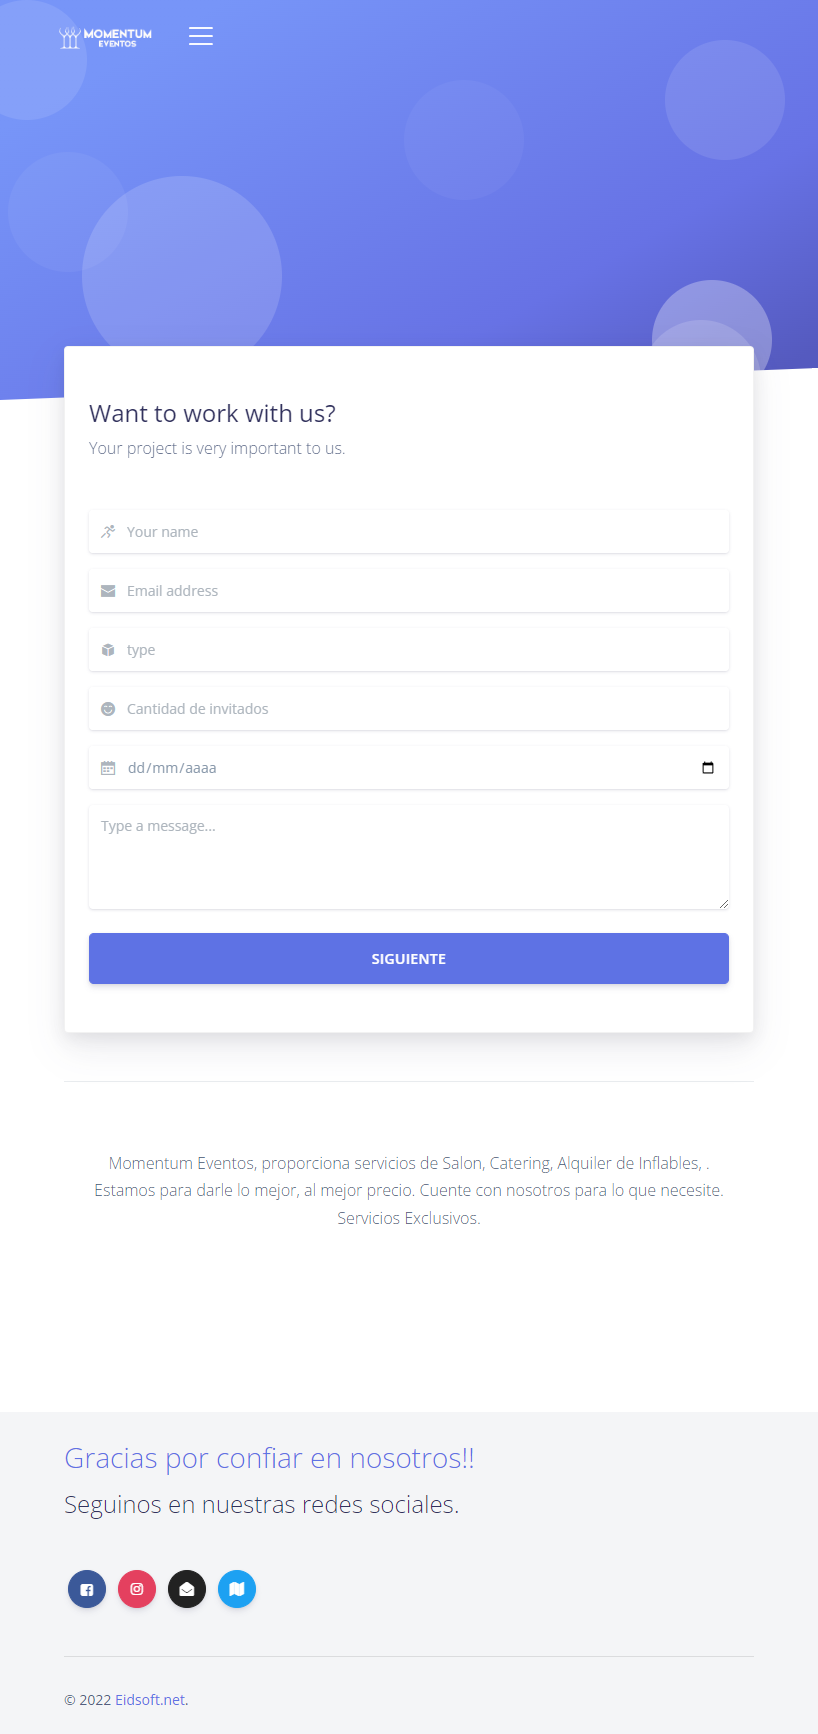 MOMENTUM
EVENTOS
Want to work with us?
Your project is very important to us.
Your name
Email address
type
Cantidad de invitados
dd/mm/aaaa
Type a message...
SIGUIENTE
Momentum Eventos, proporciona servicios de Salon, Catering, Alquiler de Inflables, .
Estamos para darle lo mejor, al mejor precio. Cuente con nosotros para lo que necesite.
Servicios Exclusivos.
Gracias por confiar en nosotros!!
Seguinos en nuestras redes sociales.
© 2022 Eidsoft.net.